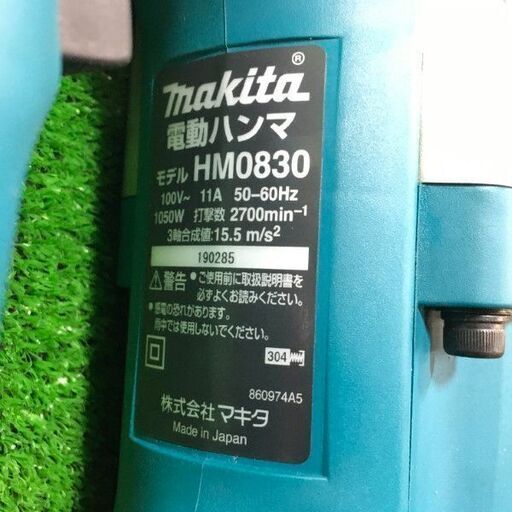 makita®
電動ハンマ
モデル HM0830
100V~ 11A 50-60Hz
1050W 打撃数 2700min⁻¹
3軸合成値:15.5 m/s²
190285
⚠警告 ●ご使用前に取扱説明書を
必ずよくお読みください。
●感電の恐れがあります。
雨中では使用しないでください。
304
860974A5
株式会社 マキタ
Made in Japan